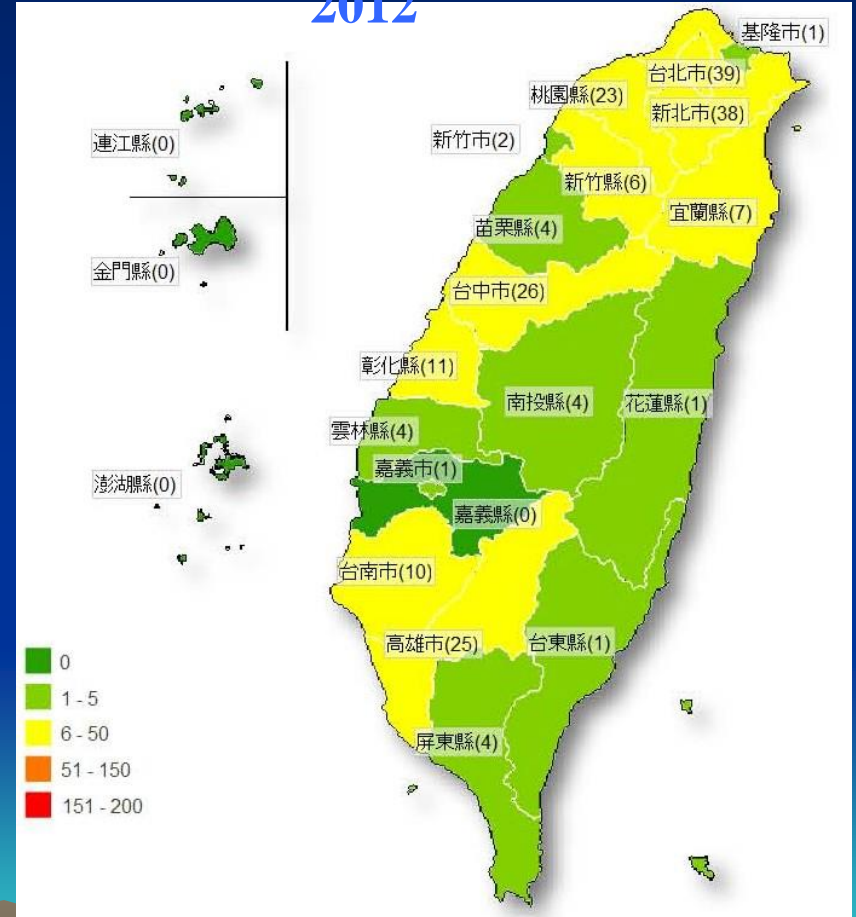 2012
基隆市(1)
台北市(39)
桃園縣(23)
新北市(38)
新竹市(2)
連江縣(0)
新竹縣(6)
宜蘭縣(7)
苗栗縣(4)
金門縣(0)
台中市(26)
彰化縣(11)
南投縣(4)
花蓮縣(1)
雲林縣(4)
嘉義市(1)
澎湖縣(0)
嘉義縣(0)
台南市(10)
高雄市(25)
台東縣(1)
屏東縣(4)
0
1 - 5
6 - 50
51 - 150
151 - 200